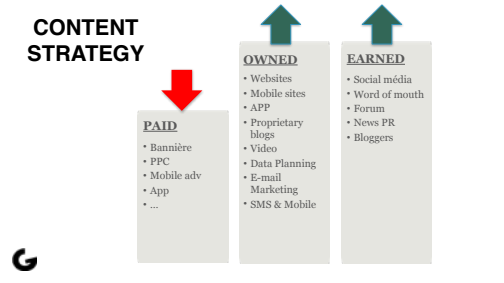 CONTENT
STRATEGY
PAID
• Bannière
• PPC
• Mobile adv
• App
• ...
OWNED
• Websites
• Mobile sites
• APP
• Proprietary
blogs
• Video
• Data Planning
• E-mail
Marketing
• SMS & Mobile
EARNED
• Social média
• Word of mouth
• Forum
• News PR
• Bloggers